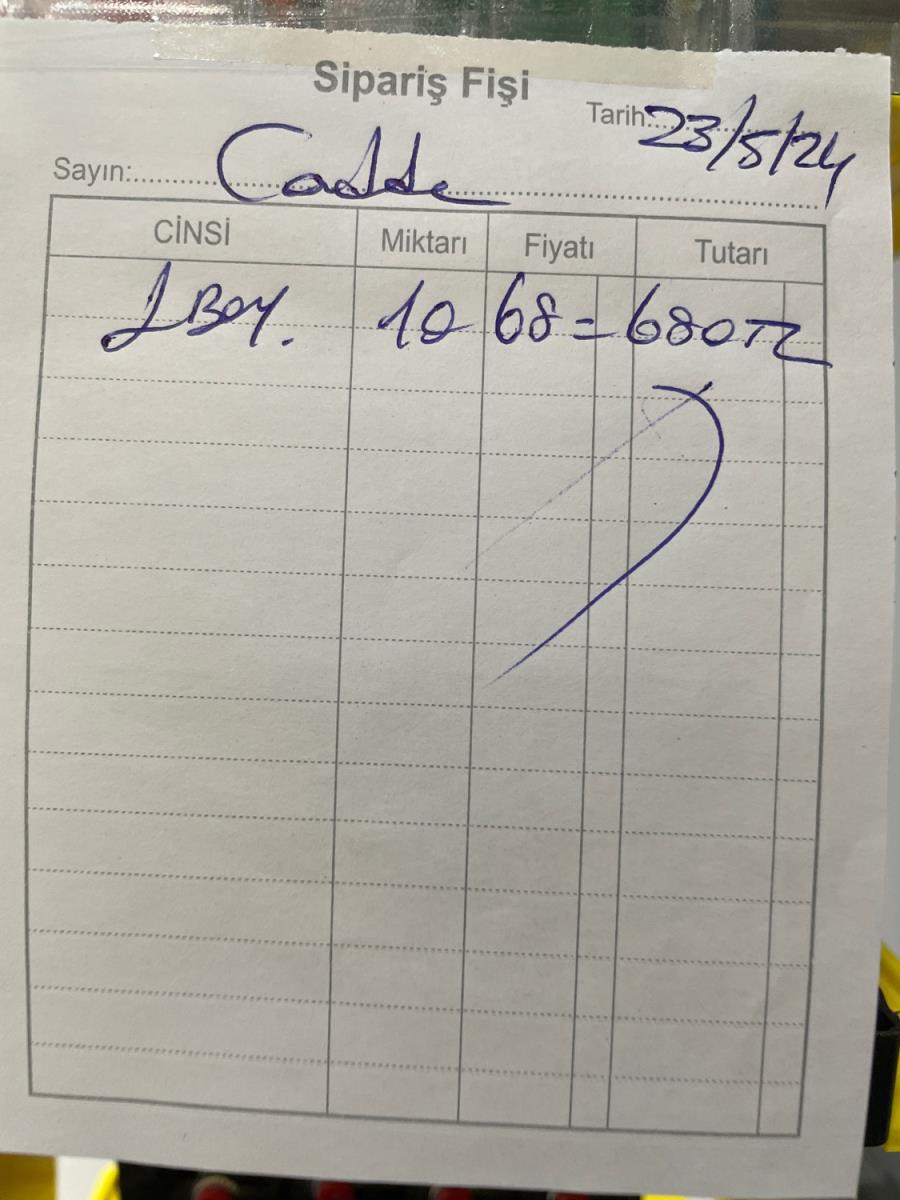 Sipariş Fişi
Tarih:.....23/5/24
Sayın:.....Cadde.....
CİNSİ Miktarı Fiyatı Tutarı
1 Boy. 10 68 = 680 TL